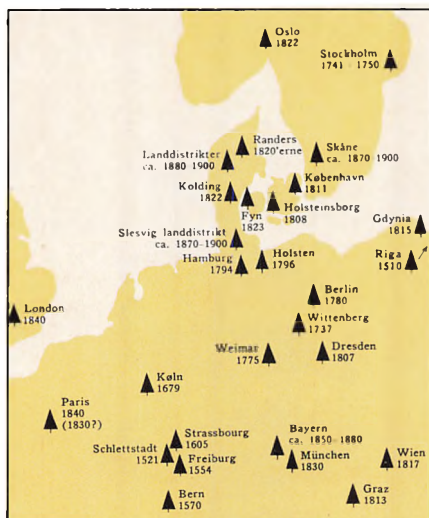 Oslo
1822
Stockholm
1741 - 1750
Randers
1820'erne
Landdistrikter
ca. 1880-1900
Skåne
ca. 1870-1900
Kolding
1822
København
1811
Fyn
1823
Holsteinsborg
1808
Slesvig landdistrikt
ca. 1870-1900
Gdynia
1815
Hamburg
1794
Holsten
1796
Riga
1510
Berlin
1780
London
1840
Wittenberg
1737
Weimar
1775
Dresden
1807
Køln
1679
Paris
1840
(1830?)
Strassbourg
1605
Bayern
ca. 1850-1880
Schlettstadt
1521
Freiburg
1554
München
1830
Wien
1817
Bern
1570
Graz
1813